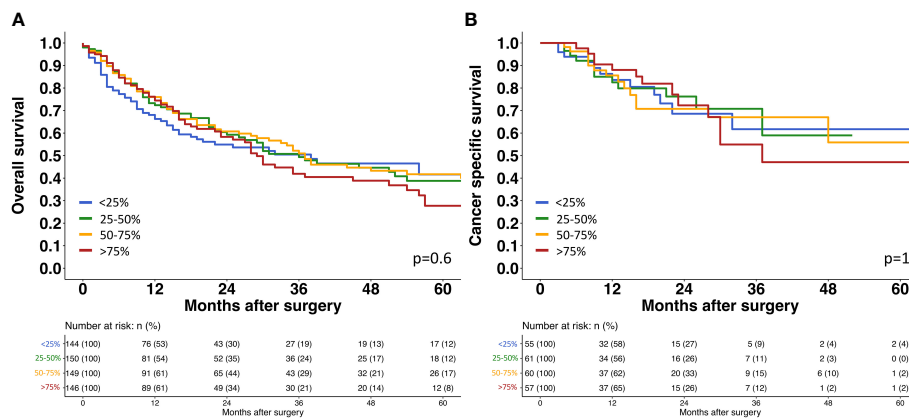 A
Overall survival
1.0
0.9
0.8
0.7
0.6
0.5
0.4
0.3
0.2
0.1
0.0
<25%
25-50%
50-75%
>75%
p=0.6
0 12 24 36 48 60
Months after surgery
Number at risk: n (%)
<25% 144 (100) 76 (53) 43 (30) 27 (19) 19 (13) 17 (12)
25-50% 150 (100) 81 (54) 52 (35) 36 (24) 25 (17) 18 (12)
50-75% 149 (100) 91 (61) 65 (44) 43 (29) 32 (21) 26 (17)
>75% 146 (100) 89 (61) 49 (34) 30 (21) 20 (14) 12 (8)
0 12 24 36 48 60
Months after surgery
B
Cancer specific survival
1.0
0.9
0.8
0.7
0.6
0.5
0.4
0.3
0.2
0.1
0.0
<25%
25-50%
50-75%
>75%
p=1
0 12 24 36 48 60
Months after surgery
Number at risk: n (%)
<25% 55 (100) 32 (58) 15 (27) 5 (9) 2 (4) 2 (4)
25-50% 61 (100) 34 (56) 16 (26) 7 (11) 2 (3) 0 (0)
50-75% 60 (100) 37 (62) 20 (33) 9 (15) 6 (10) 1 (2)
>75% 57 (100) 37 (65) 15 (26) 7 (12) 1 (2) 1 (2)
0 12 24 36 48 60
Months after surgery